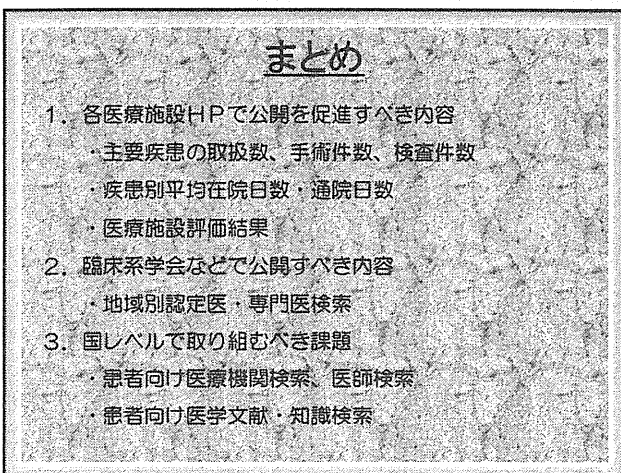 まとめ
1．各医療施設ＨＰで公開を促進すべき内容
・主要疾患の取扱数、手術件数、検査件数
・疾患別平均在院日数・通院日数
・医療施設評価結果
2．臨床系学会などで公開すべき内容
・地域別認定医・専門医検索
3．国レベルで取り組むべき課題
・患者向け医療機関検索、医師検索
・患者向け医学文献・知識検索